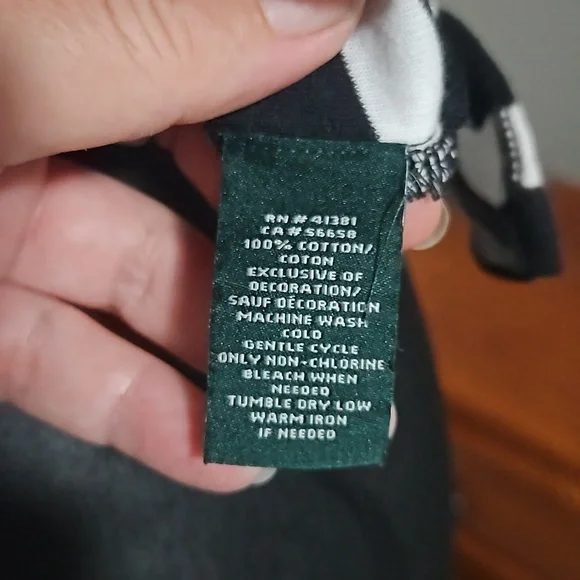 RN # 41381
CA # 56658
100% COTTON/
COTON
EXCLUSIVE OF
DECORATION/
SAUF DÉCORATION
MACHINE WASH
COLD
GENTLE CYCLE
ONLY NON-CHLORINE
BLEACH WHEN
NEEDED
TUMBLE DRY LOW
WARM IRON
IF NEEDED